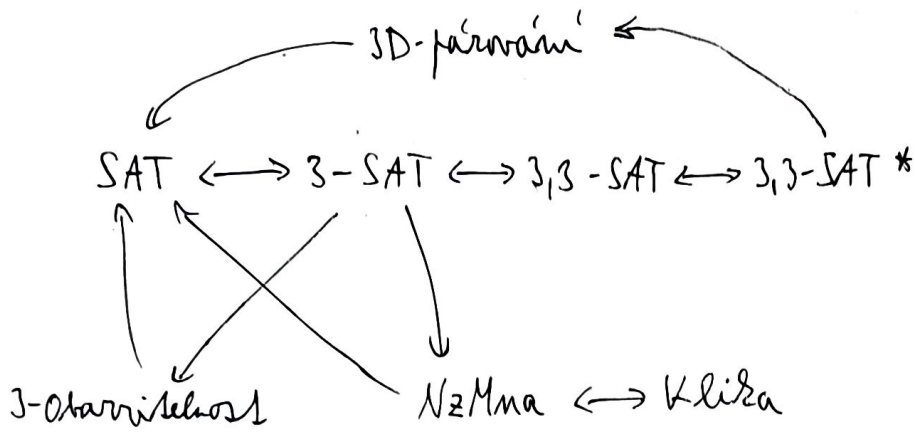 3D-párování
SAT ↔ 3-SAT ↔ 3,3-SAT ↔ 3,3-SAT *
3-Obarvitelnost NzMna ↔ Klika